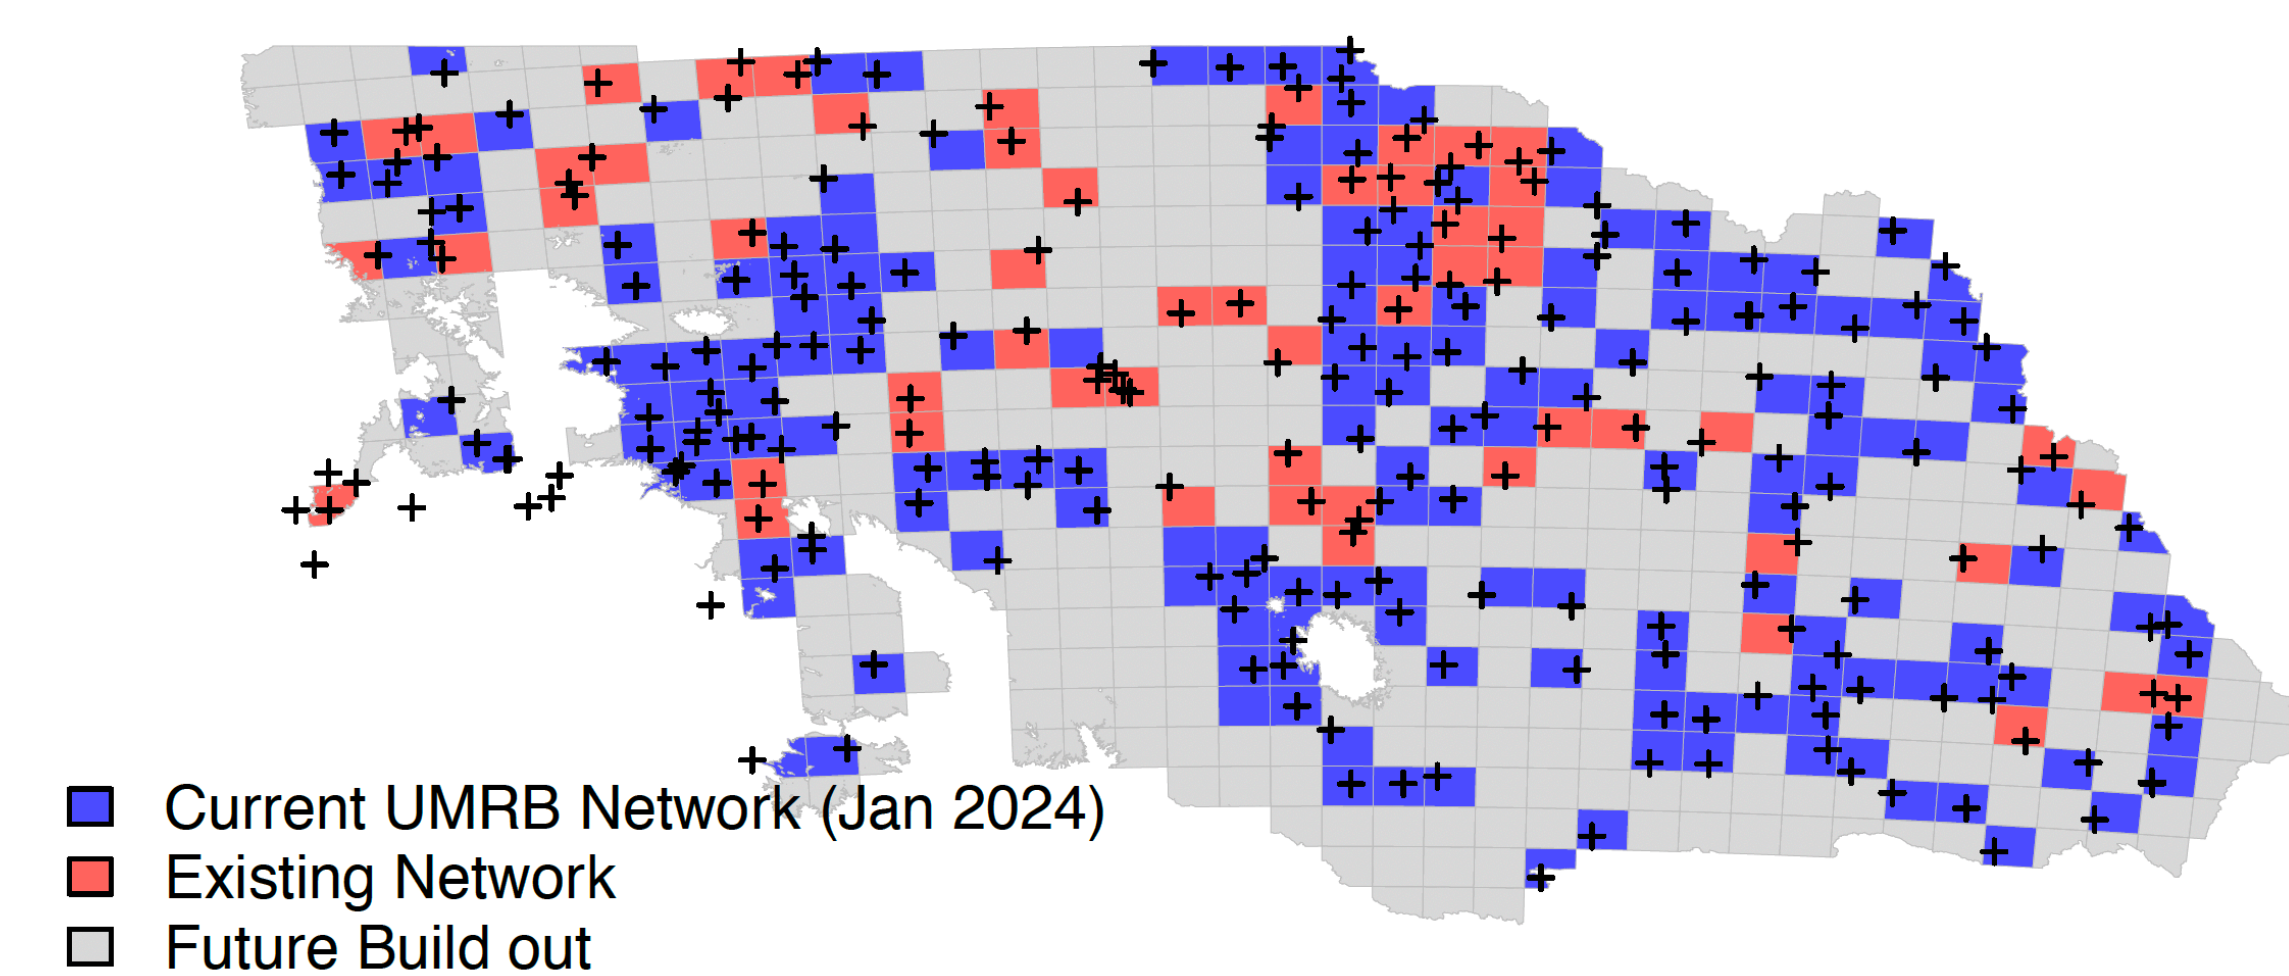 Current UMRB Network (Jan 2024)
Existing Network
Future Build out